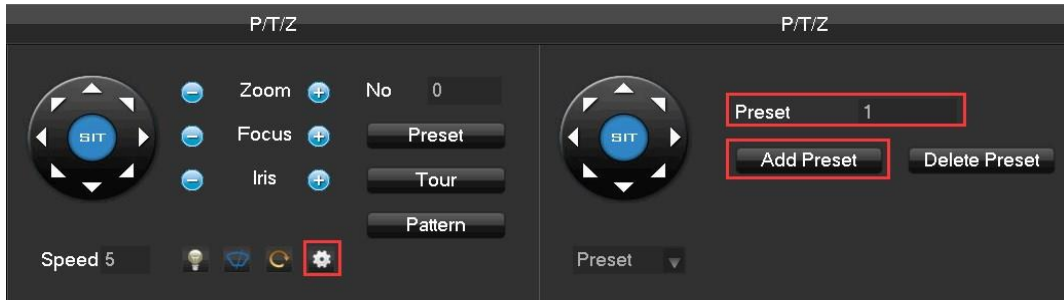 P/T/Z
Zoom No 0
SIT Focus Preset
Iris Tour
Pattern
Speed 5
P/T/Z
Preset 1
SIT Add Preset Delete Preset
Preset